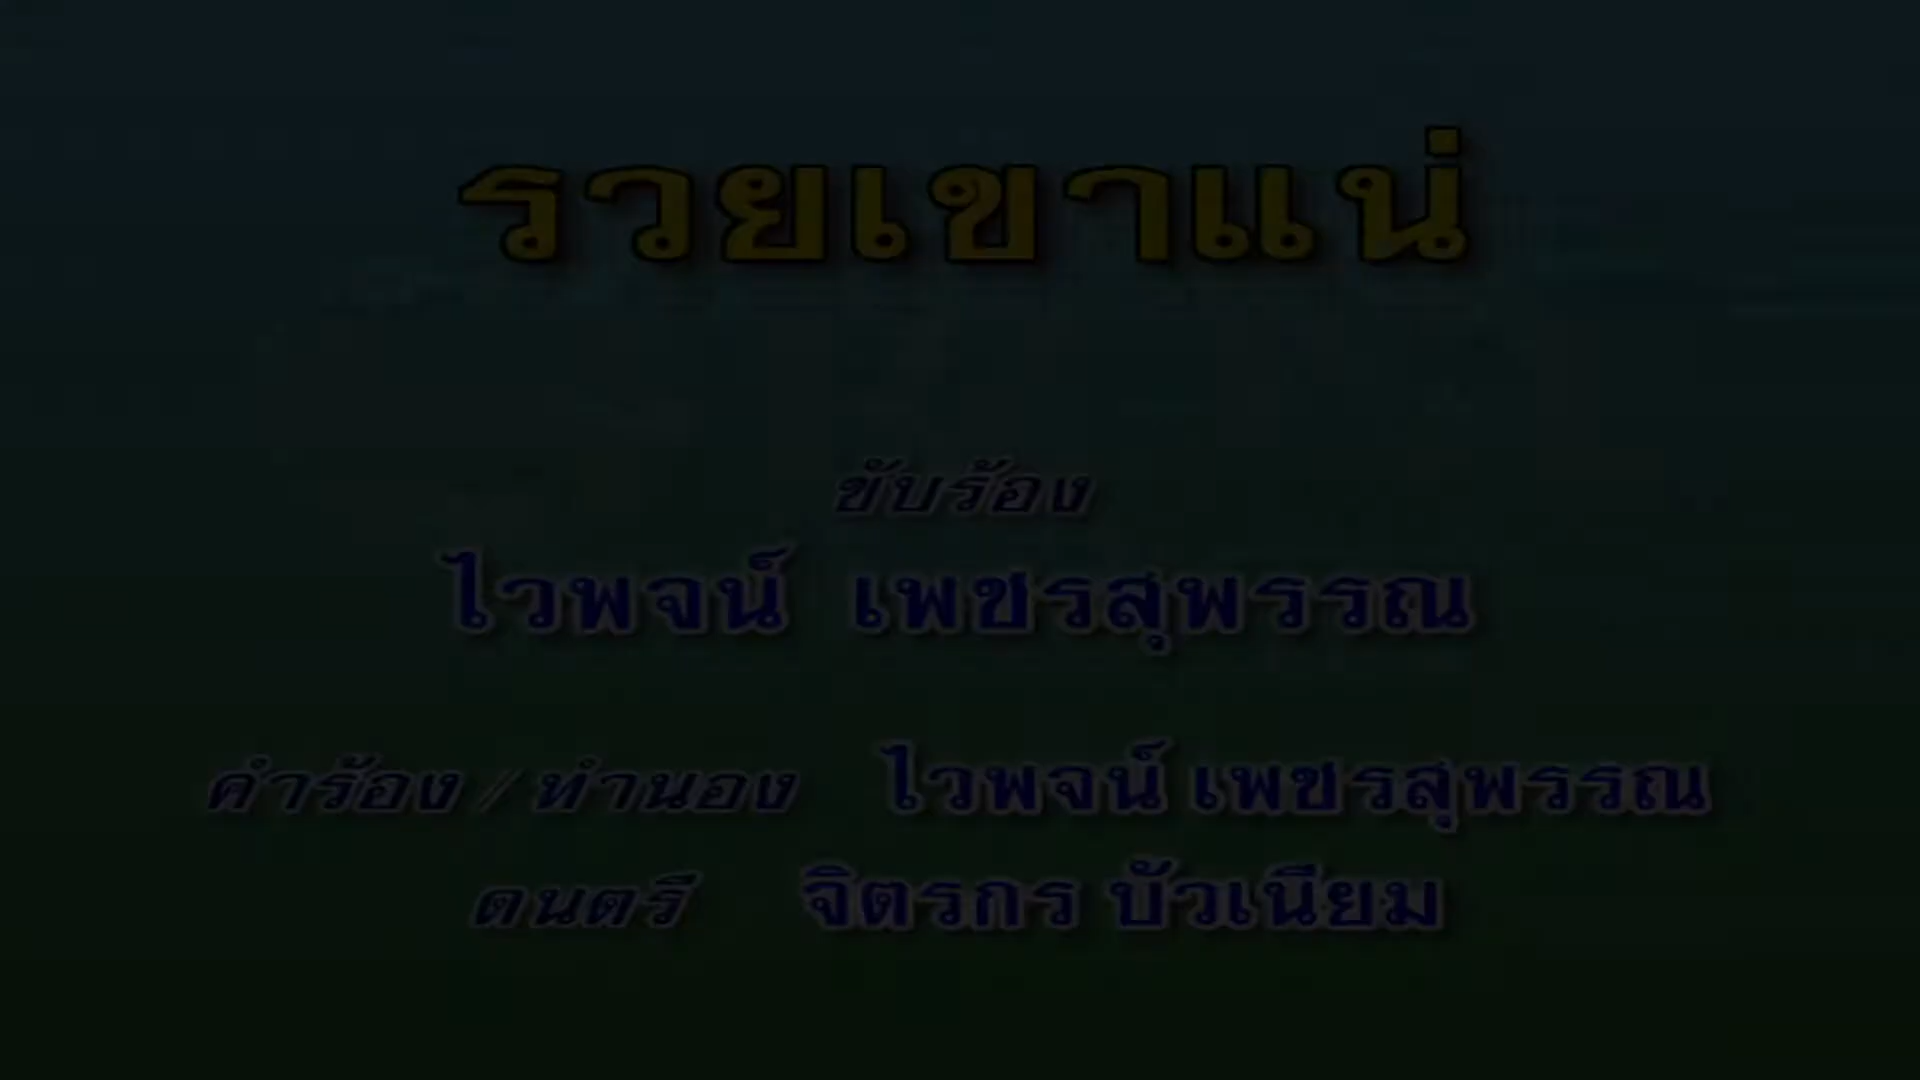 รวยเขาแน่
ขับร้อง
ไวพจน์ เพชรสุพรรณ
คำร้อง / ทำนอง ไวพจน์ เพชรสุพรรณ
ดนตรี จิตรกร บัวเนียม